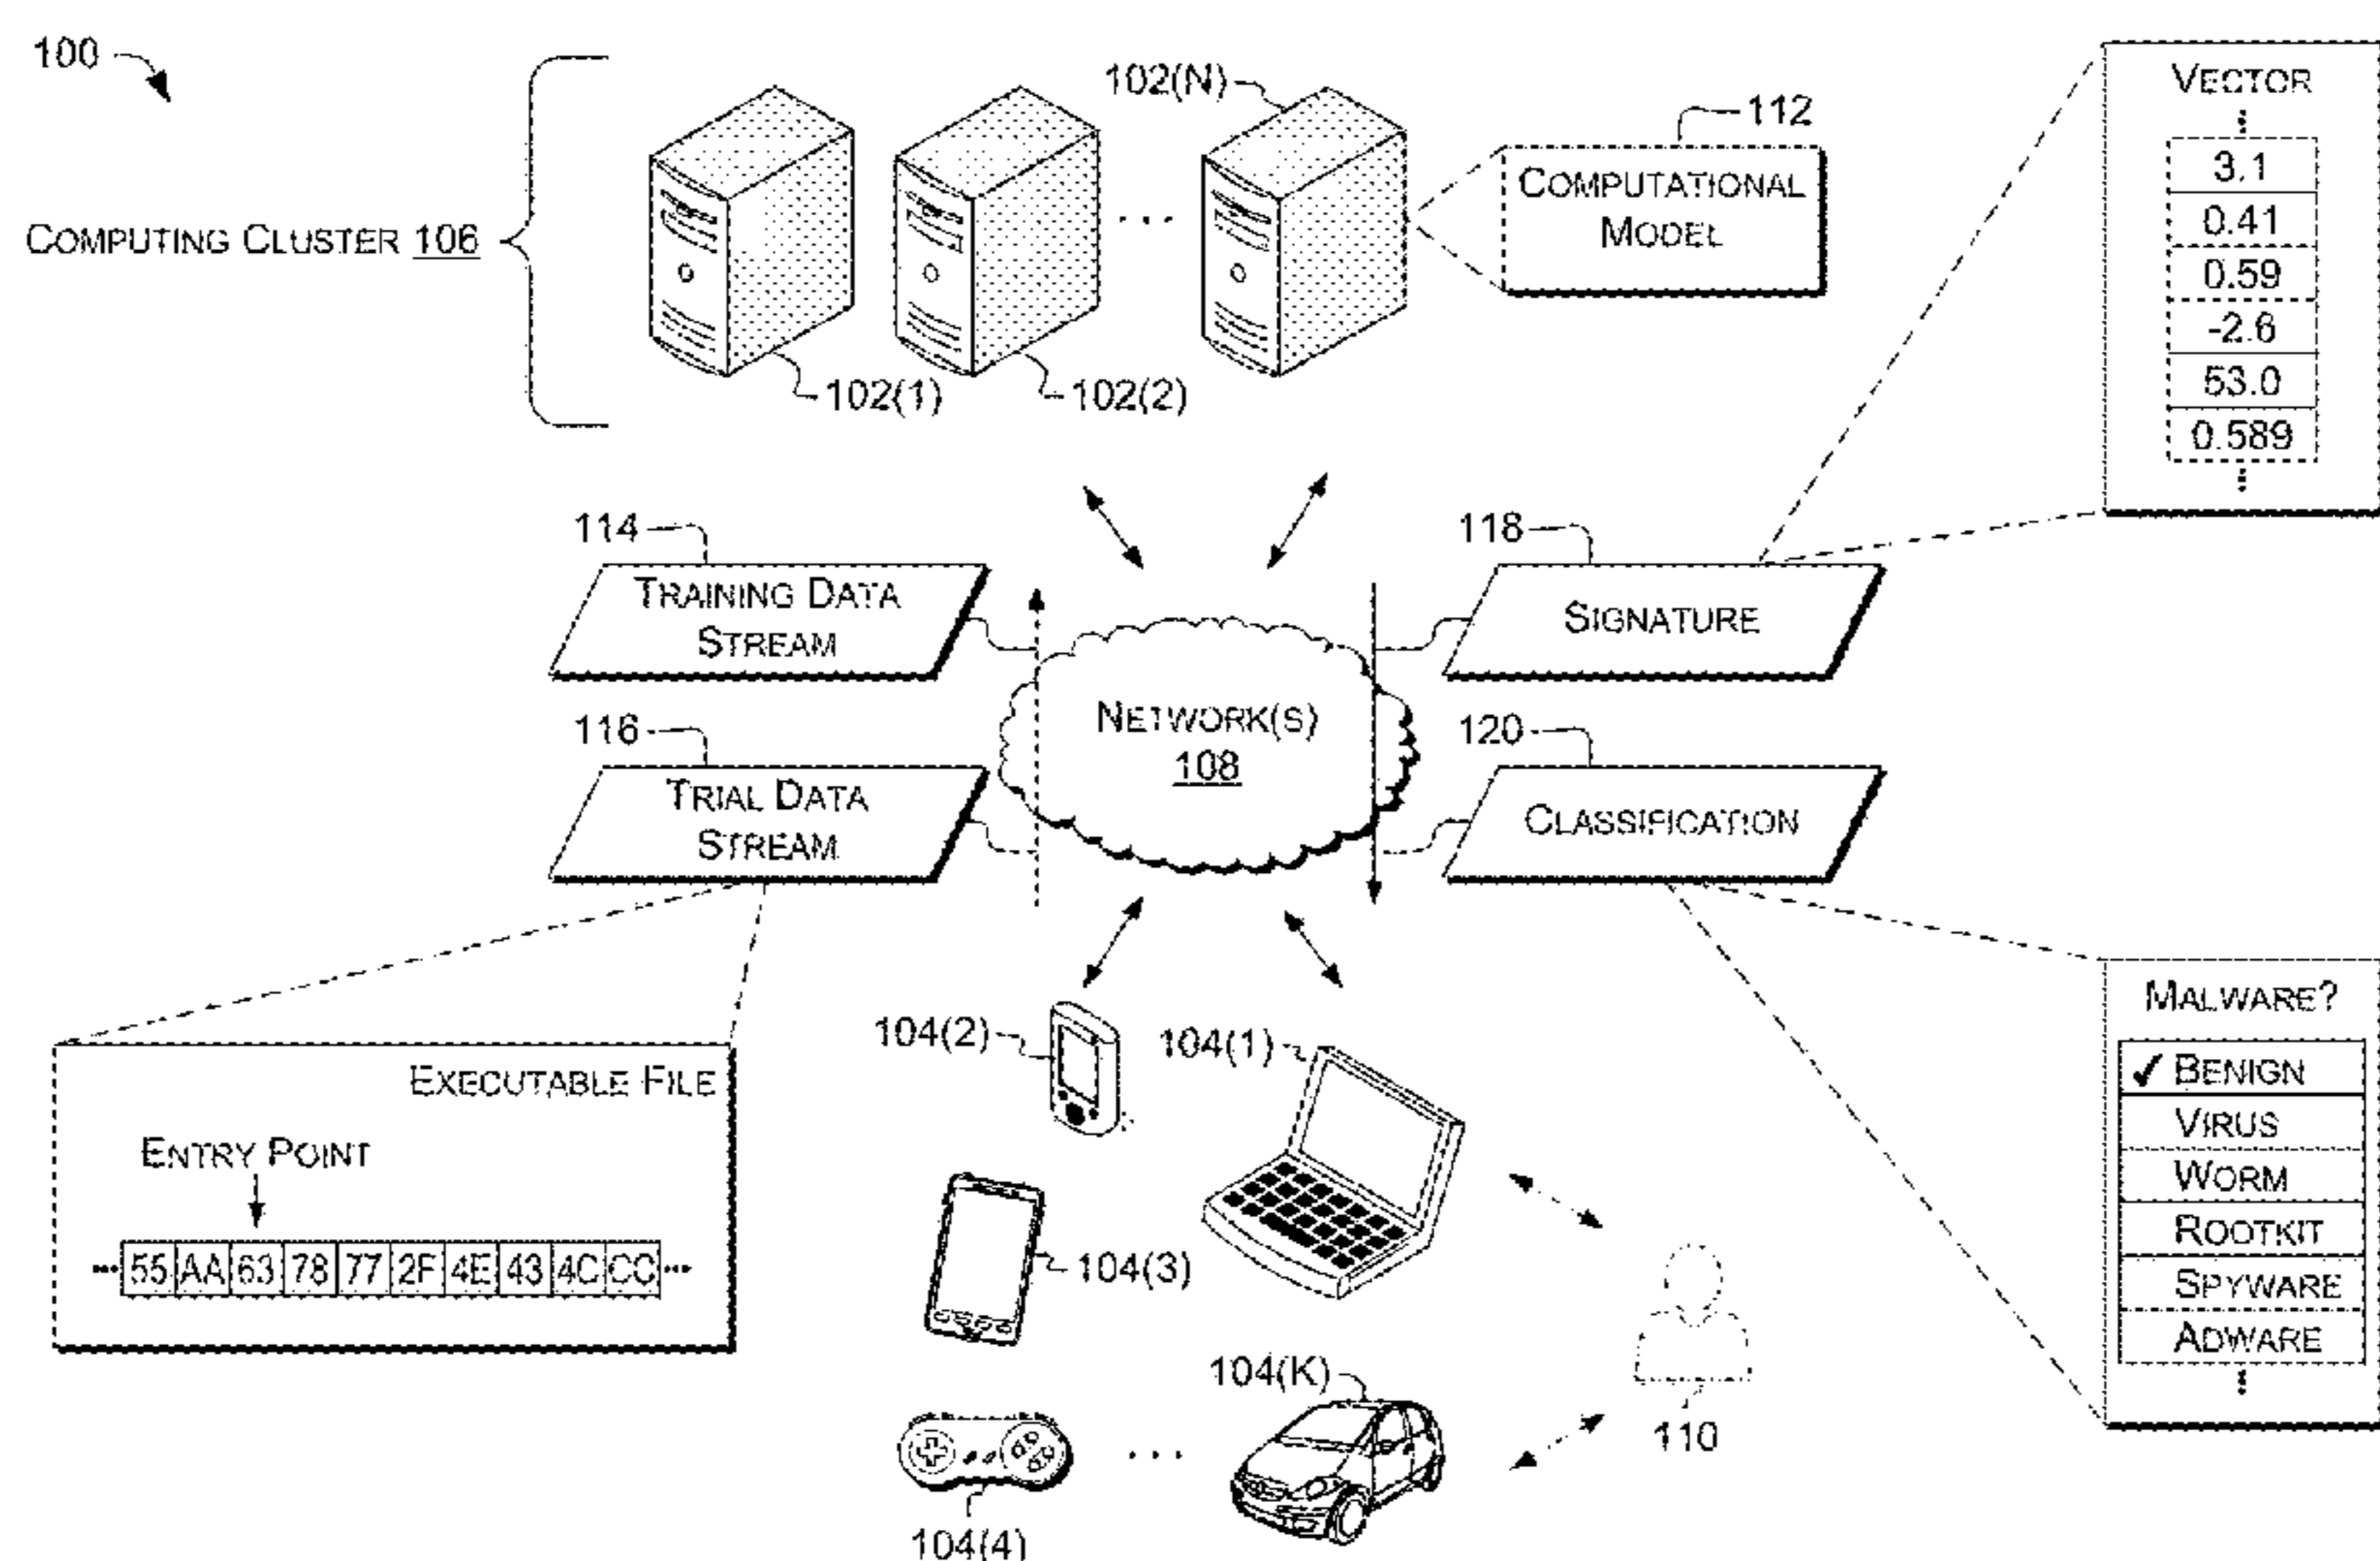 100
COMPUTING CLUSTER 106
102(1)
102(2)
102(N)
112
COMPUTATIONAL
MODEL
VECTOR
3.1
0.41
0.59
-2.6
53.0
0.589
114
TRAINING DATA
STREAM
116
TRIAL DATA
STREAM
NETWORK(S)
108
118
SIGNATURE
120
CLASSIFICATION
EXECUTABLE FILE
ENTRY POINT
... 55 AA 63 78 77 2F 4E 43 4C CC ...
104(2)
104(1)
104(3)
104(K)
104(4)
110
MALWARE?
✓ BENIGN
VIRUS
WORM
ROOTKIT
SPYWARE
ADWARE